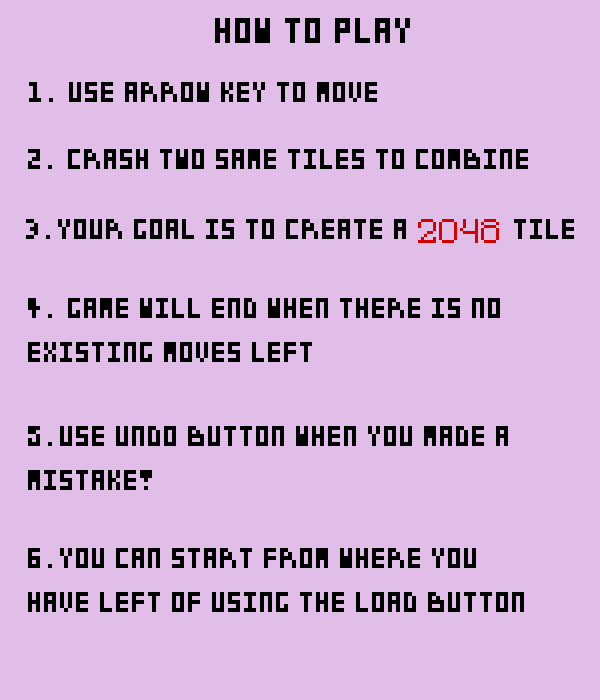 HOW TO PLAY
1. USE ARROW KEY TO MOVE
2. CRASH TWO SAME TILES TO COMBINE
3.YOUR GOAL IS TO CREATE A 2048 TILE
4. GAME WILL END WHEN THERE IS NO
EXISTING MOVES LEFT
5.USE UNDO BUTTON WHEN YOU MADE A
MISTAKE?
6.YOU CAN START FROM WHERE YOU
HAVE LEFT OF USING THE LOAD BUTTON